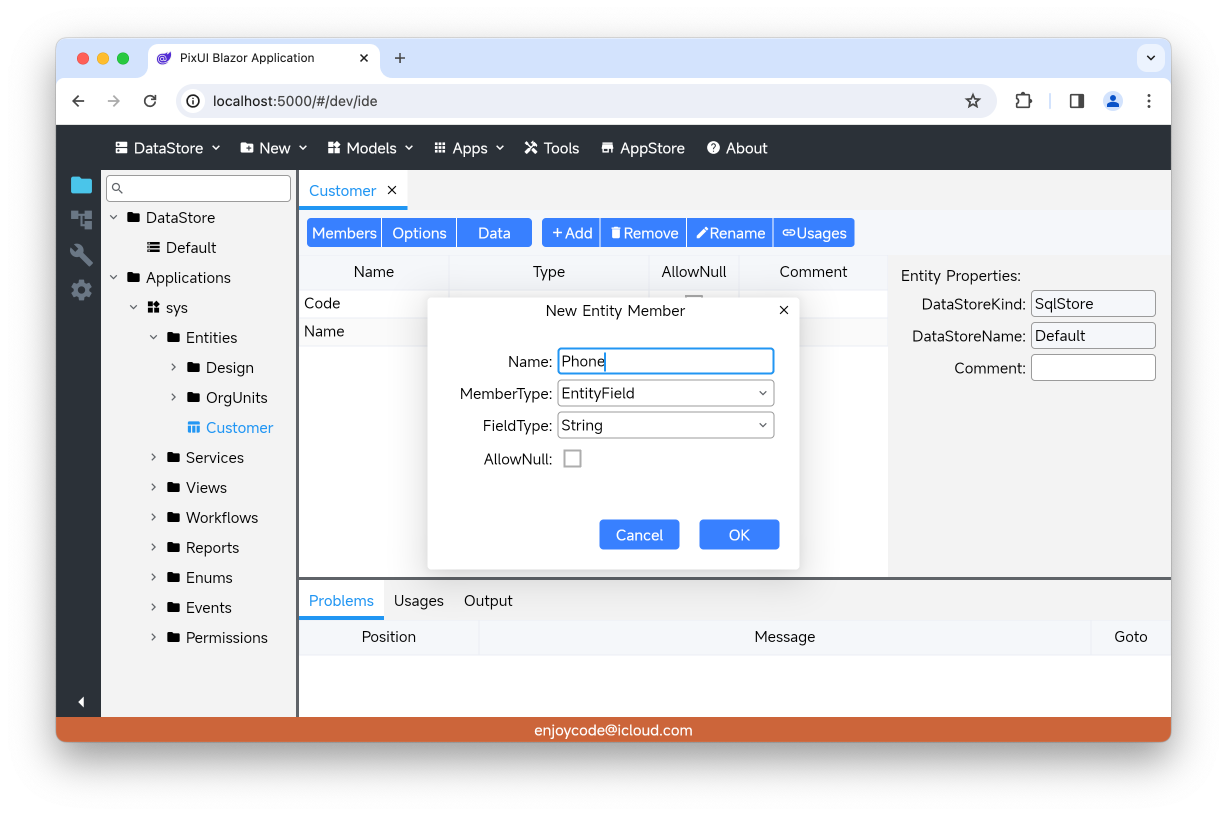 PixUI Blazor Application
localhost:5000/#/dev/ide
DataStore New Models Apps Tools AppStore About
Customer
DataStore
Default
Applications
sys
Entities
Design
OrgUnits
Customer
Services
Views
Workflows
Reports
Enums
Events
Permissions
Members Options Data + Add Remove Rename Usages
Name Type AllowNull Comment
Code
Name
Entity Properties:
DataStoreKind: SqlStore
DataStoreName: Default
Comment:
New Entity Member
Name: Phone
MemberType: EntityField
FieldType: String
AllowNull:
Cancel OK
Problems Usages Output
Position Message Goto
enjoycode@icloud.com